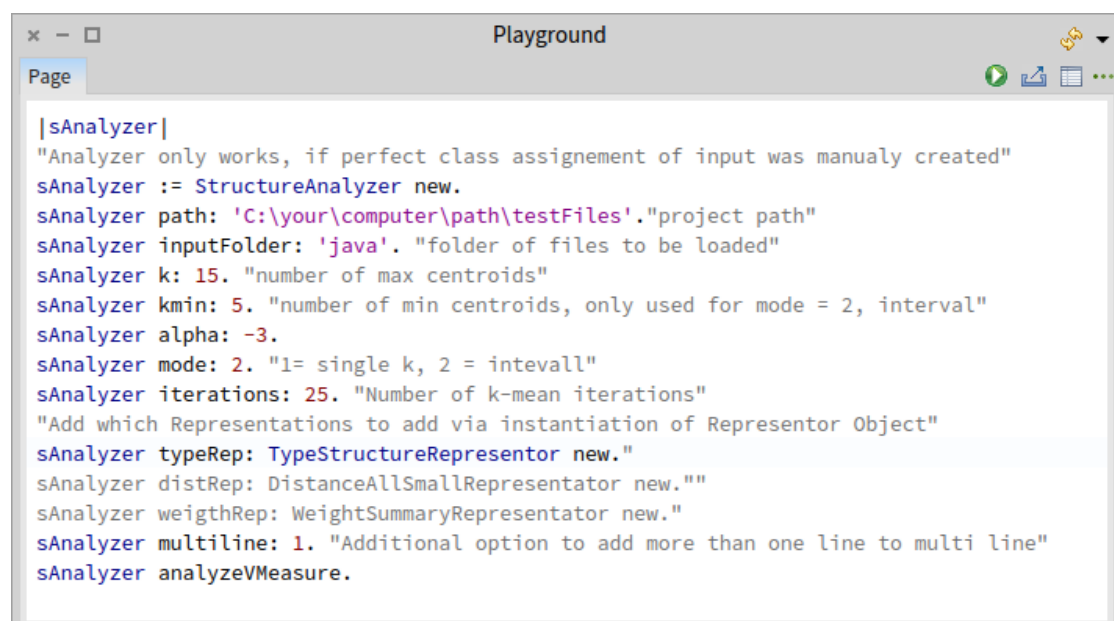 Playground
Page
|sAnalyzer|
"Analyzer only works, if perfect class assignement of input was manualy created"
sAnalyzer := StructureAnalyzer new.
sAnalyzer path: 'C:\your\computer\path\testFiles'."project path"
sAnalyzer inputFolder: 'java'. "folder of files to be loaded"
sAnalyzer k: 15. "number of max centroids"
sAnalyzer kmin: 5. "number of min centroids, only used for mode = 2, interval"
sAnalyzer alpha: -3.
sAnalyzer mode: 2. "1= single k, 2 = intevall"
sAnalyzer iterations: 25. "Number of k-mean iterations"
"Add which Representations to add via instantiation of Representor Object"
sAnalyzer typeRep: TypeStructureRepresentor new."
sAnalyzer distRep: DistanceAllSmallRepresentator new.""
sAnalyzer weigthRep: WeightSummaryRepresentator new."
sAnalyzer multiline: 1. "Additional option to add more than one line to multi line"
sAnalyzer analyzeVMeasure.